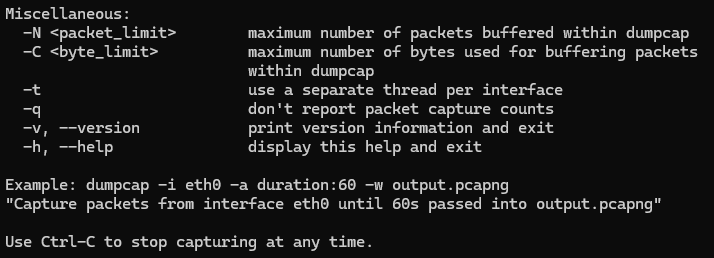 Miscellaneous:
  -N <packet_limit>        maximum number of packets buffered within dumpcap
  -C <byte_limit>          maximum number of bytes used for buffering packets
                           within dumpcap
  -t                       use a separate thread per interface
  -q                       don't report packet capture counts
  -v, --version            print version information and exit
  -h, --help               display this help and exit

Example: dumpcap -i eth0 -a duration:60 -w output.pcapng
"Capture packets from interface eth0 until 60s passed into output.pcapng"

Use Ctrl-C to stop capturing at any time.